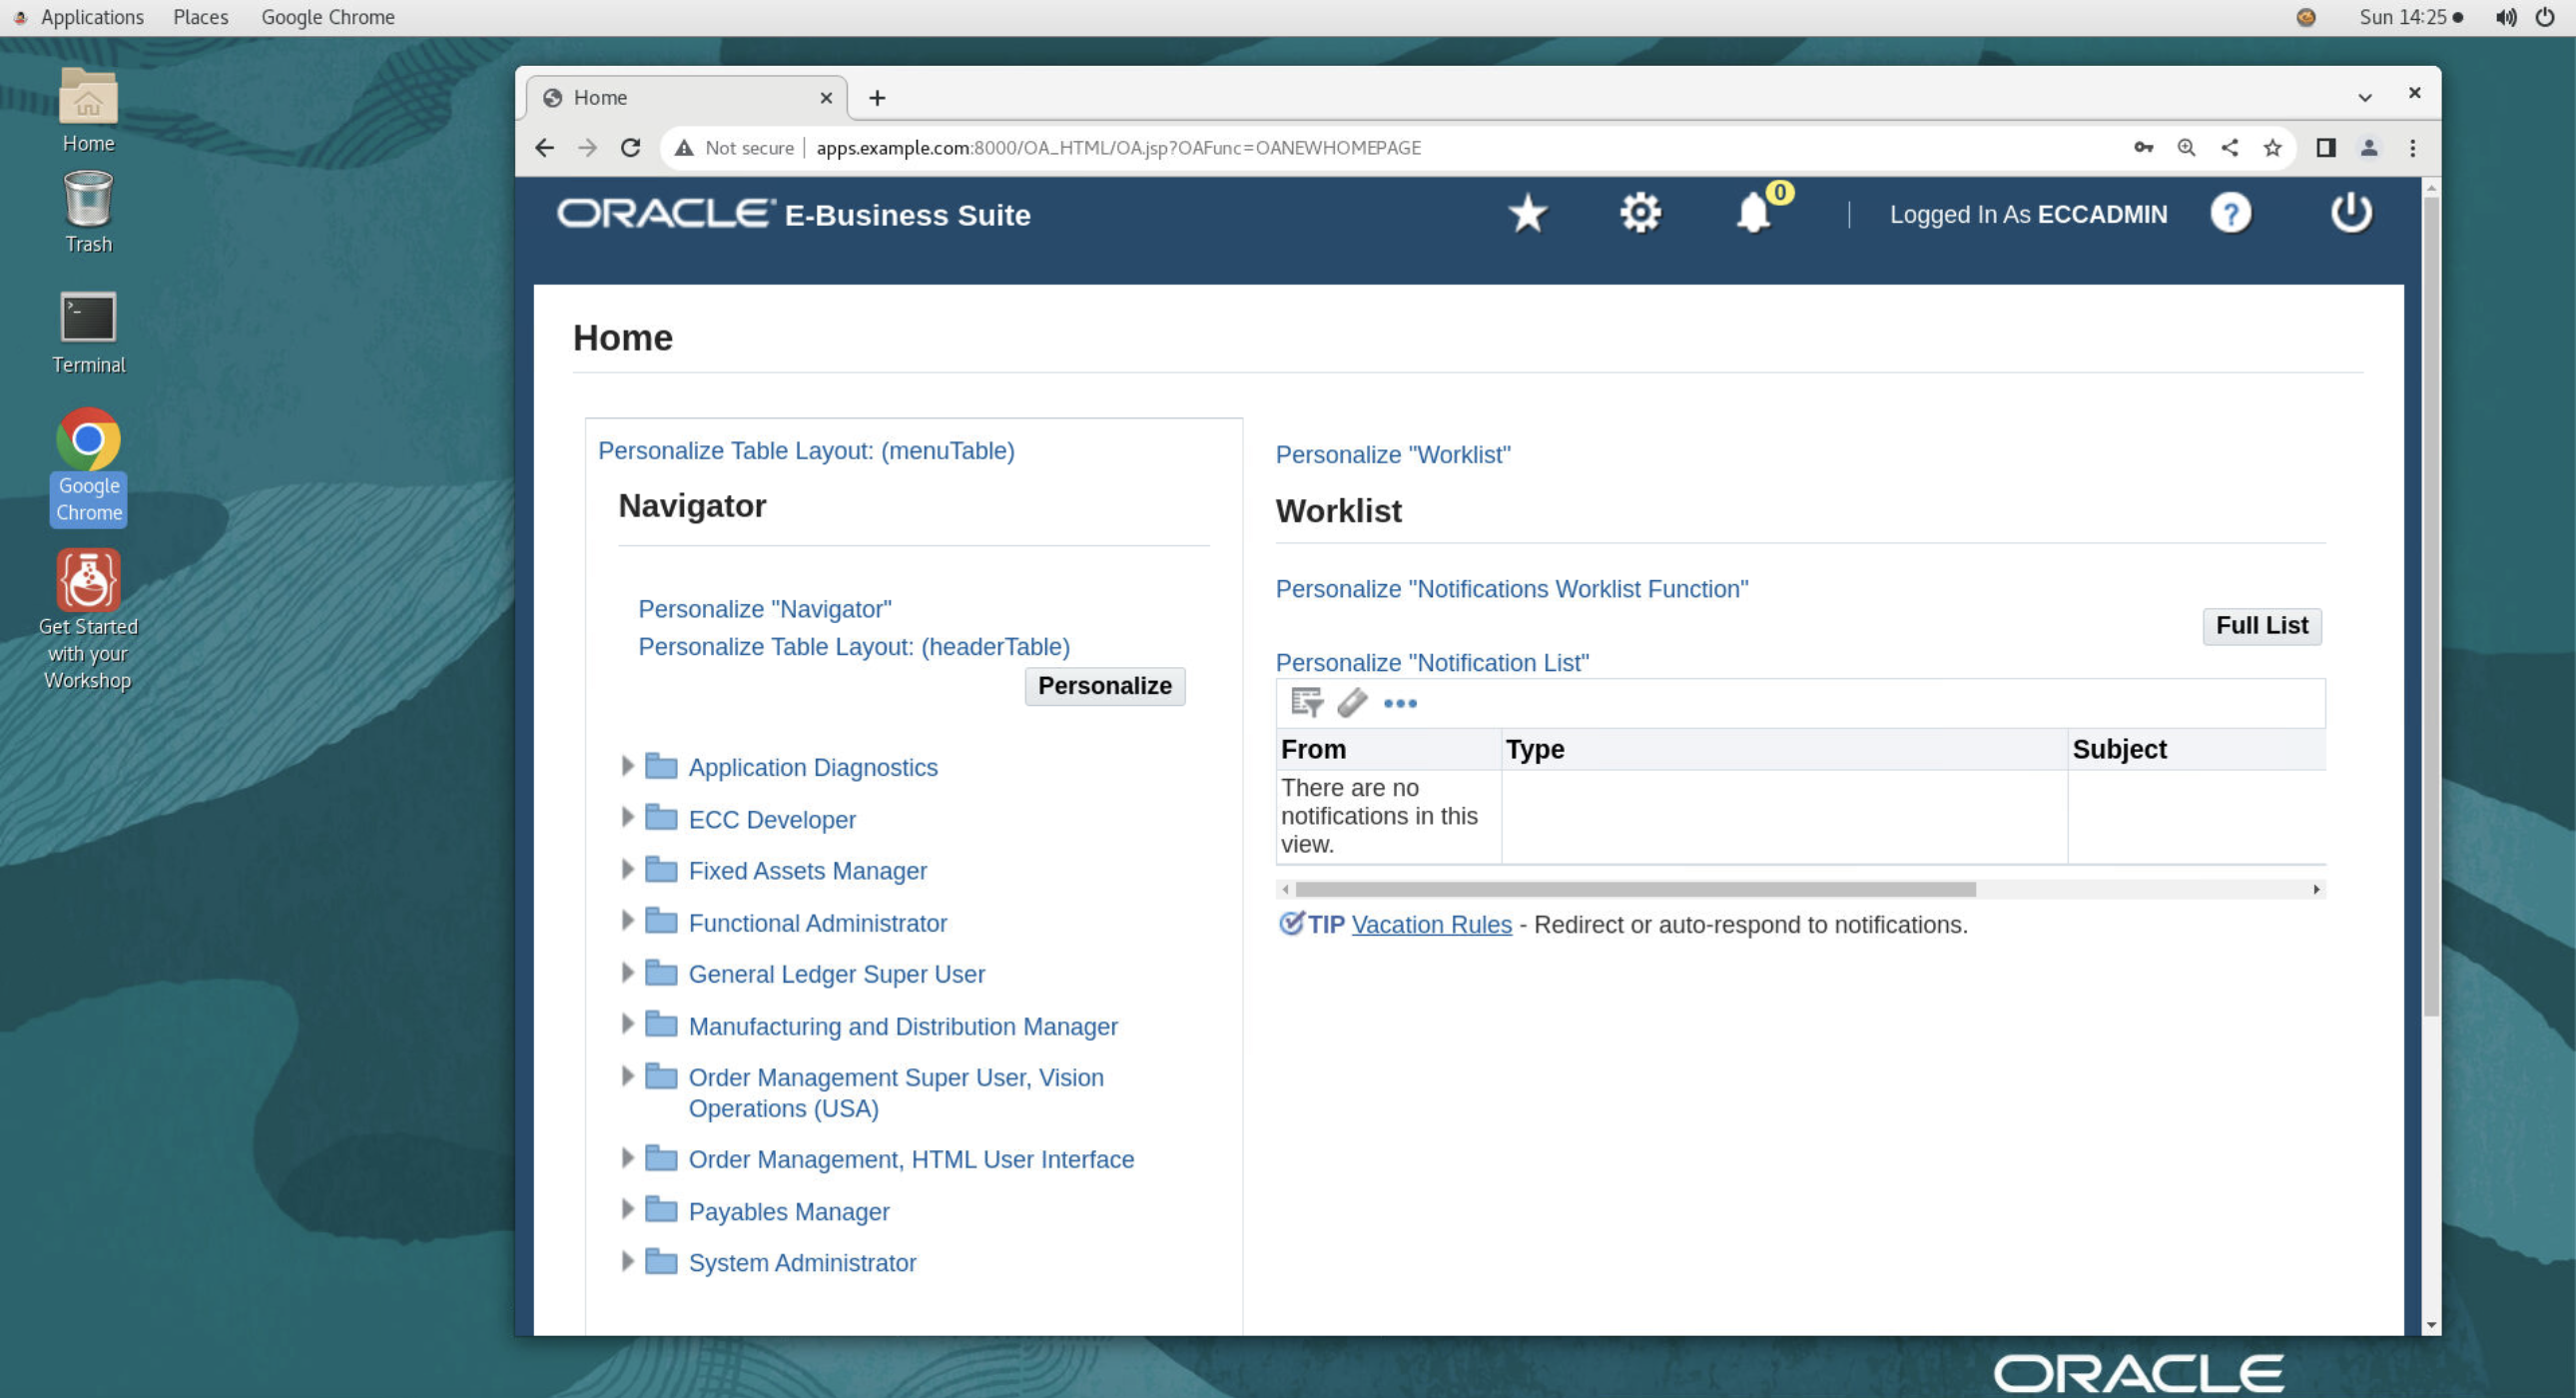 Applications Places Google Chrome
Sun 14:25
Home
Trash
Terminal
Google
Chrome
Get Started
with your
Workshop
Home
Not secure apps.example.com:8000/OA_HTML/OA.jsp?OAFunc=OANEWHOMEPAGE
ORACLE E-Business Suite
0
Logged In As ECCADMIN
?
Home
Personalize Table Layout: (menuTable)
Navigator
Personalize "Navigator"
Personalize Table Layout: (headerTable)
Personalize
Application Diagnostics
ECC Developer
Fixed Assets Manager
Functional Administrator
General Ledger Super User
Manufacturing and Distribution Manager
Order Management Super User, Vision
Operations (USA)
Order Management, HTML User Interface
Payables Manager
System Administrator
Personalize "Worklist"
Worklist
Personalize "Notifications Worklist Function"
Full List
Personalize "Notification List"
From Type Subject
There are no
notifications in this
view.
TIP Vacation Rules - Redirect or auto-respond to notifications.
ORACLE